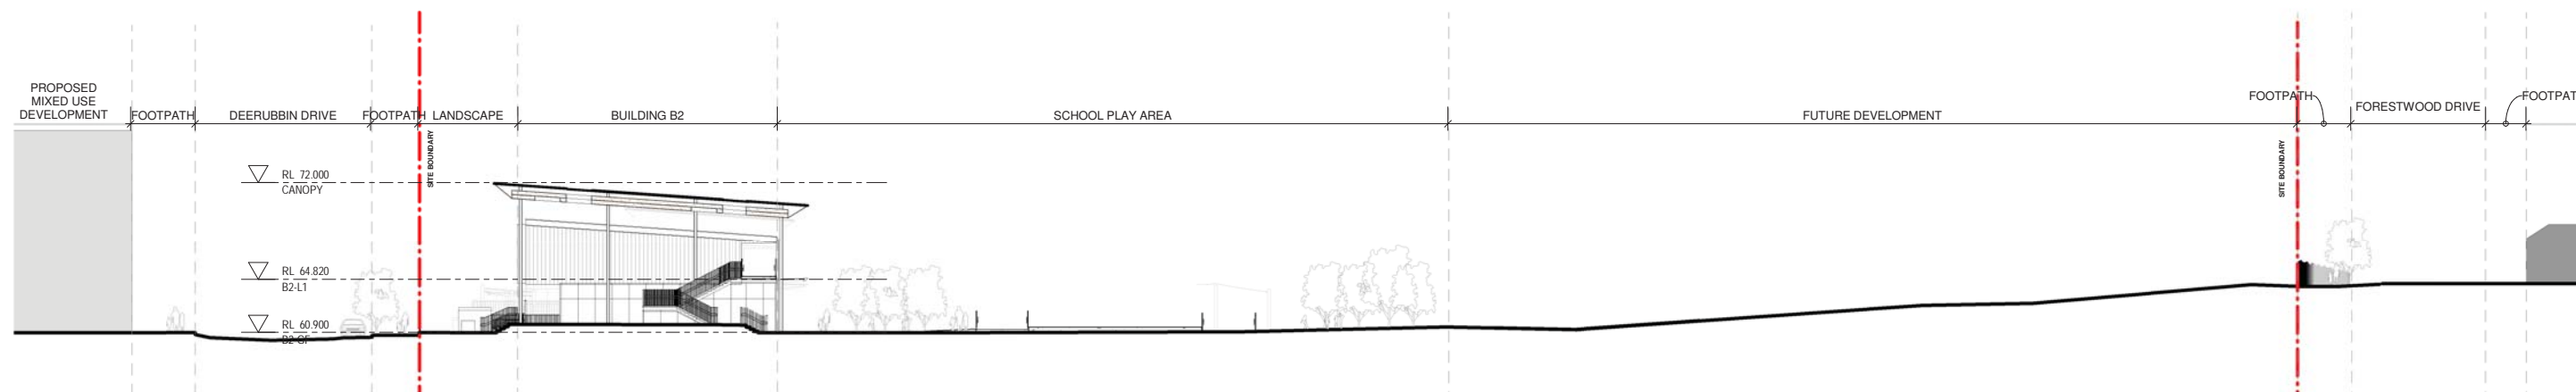 PROPOSED
MIXED USE
DEVELOPMENT
FOOTPATH
DEERUBBIN DRIVE
FOOTPATH
LANDSCAPE
BUILDING B2
SCHOOL PLAY AREA
FUTURE DEVELOPMENT
FOOTPATH
FORESTWOOD DRIVE
FOOTPAT
SITE BOUNDARY
SITE BOUNDARY
RL 72.000
CANOPY
RL 64.820
B2-L1
RL 60.900
B2-GF